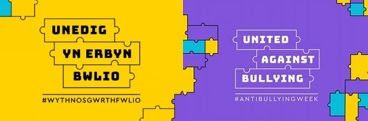 UNEDIG
YN ERBYN
BWLIO
#WYTHNOSGWRTHFWLIO
UNITED
AGAINST
BULLYING
#ANTIBULLYINGWEEK